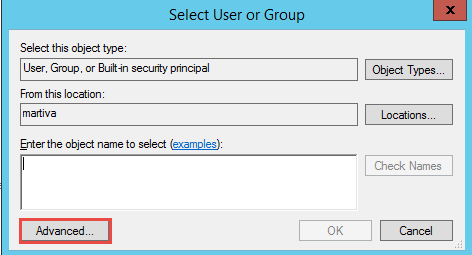 Select User or Group
x
Select this object type:
User, Group, or Built-in security principal
Object Types...
From this location:
martiva
Locations...
Enter the object name to select (examples):
Check Names
Advanced...
OK
Cancel